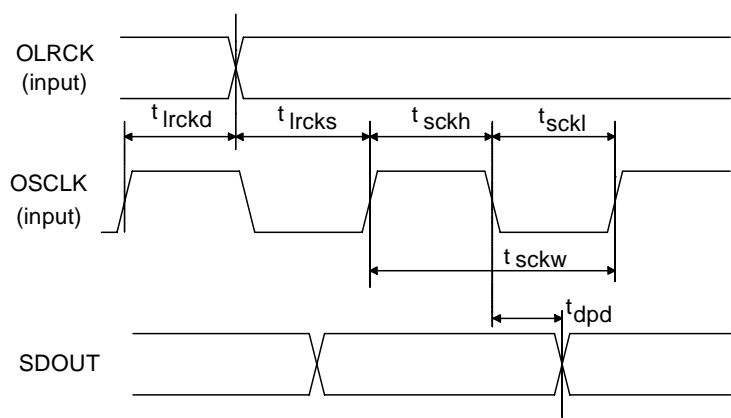 OLRCK
(input)
t lrckd
t lrcks
t sckh
t sckl
OSCLK
(input)
t sckw
t dpd
SDOUT